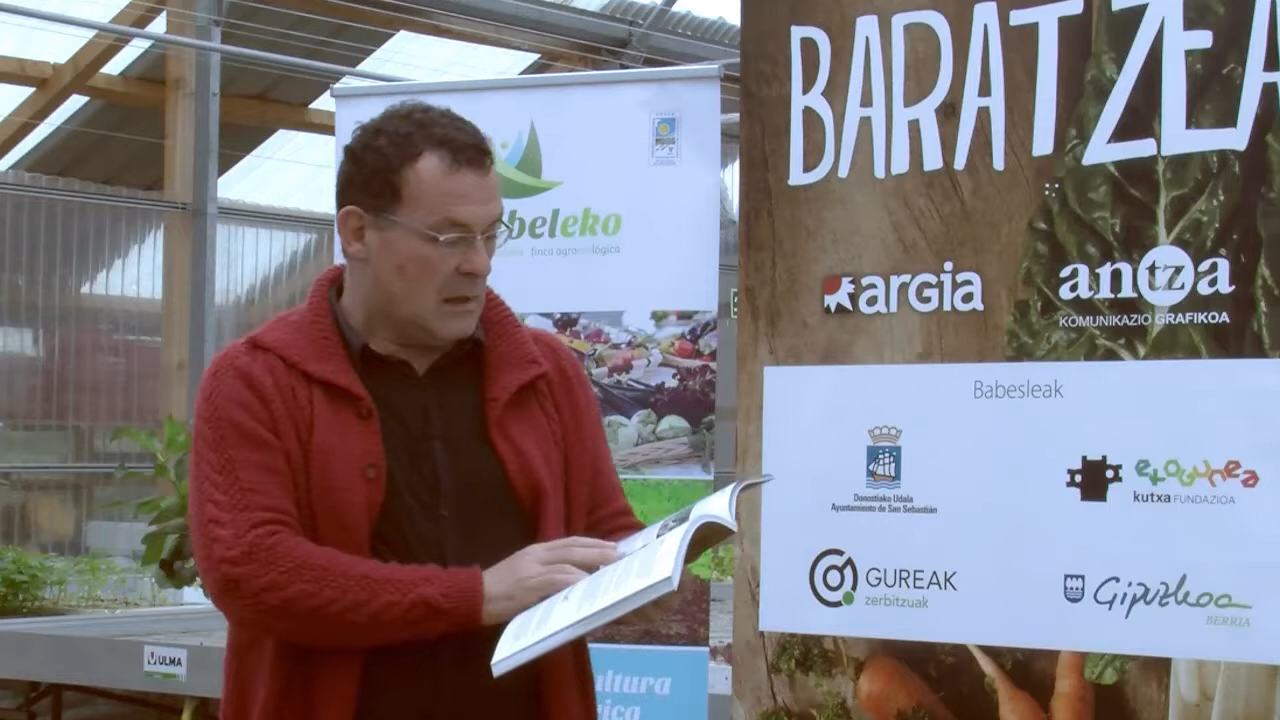 BARATZEA
argia
antza
KOMUNIKAZIO GRAFIKOA
Babesleak
Donostiako Udala
Ayuntamiento de San Sebastián
kutxa FUNDAZIOA
GUREAK
zerbitzuak
Gipuzkoa
BERRIA
beleko
finca agroecológica
ULMA